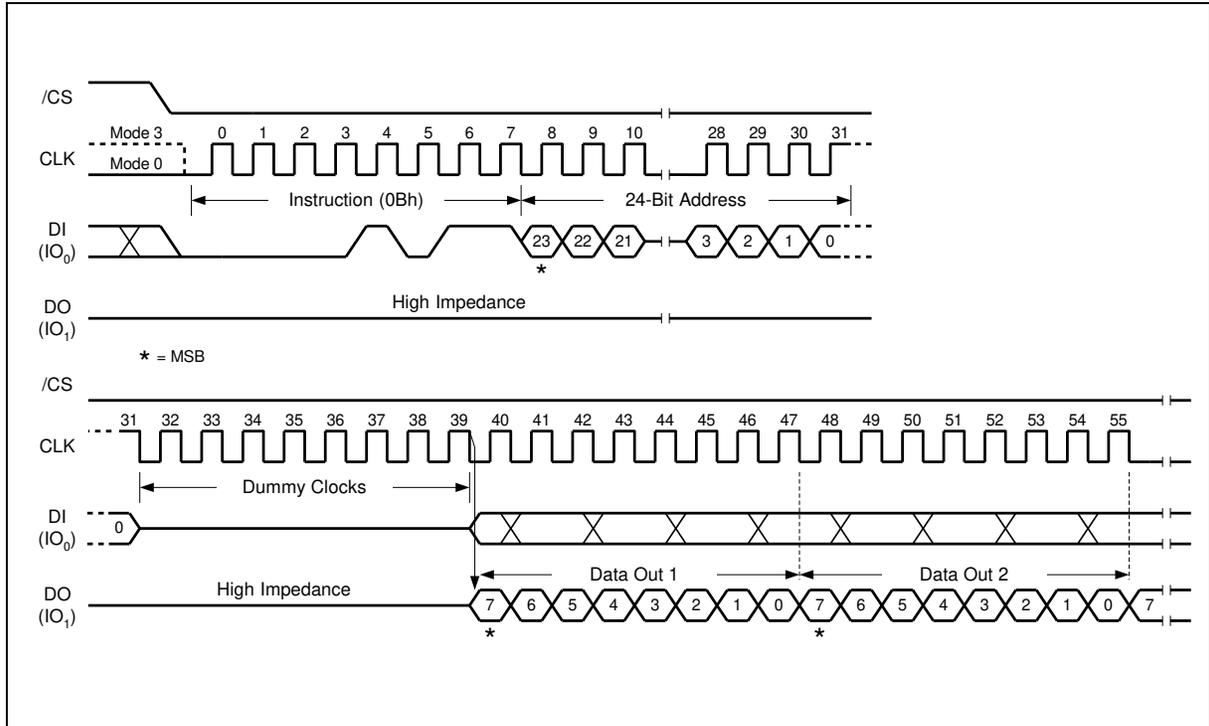 /CS
Mode 3
0 1 2 3 4 5 6 7 8 9 10 28 29 30 31
CLK
Mode 0
Instruction (0Bh) 24-Bit Address
DI
(IO0)
23 22 21 3 2 1 0
*
DO
(IO1)
High Impedance
* = MSB
/CS
31 32 33 34 35 36 37 38 39 40 41 42 43 44 45 46 47 48 49 50 51 52 53 54 55
CLK
Dummy Clocks
DI
(IO0)
0
Data Out 1 Data Out 2
DO
(IO1)
High Impedance
7 6 5 4 3 2 1 0 7 6 5 4 3 2 1 0 7
* *